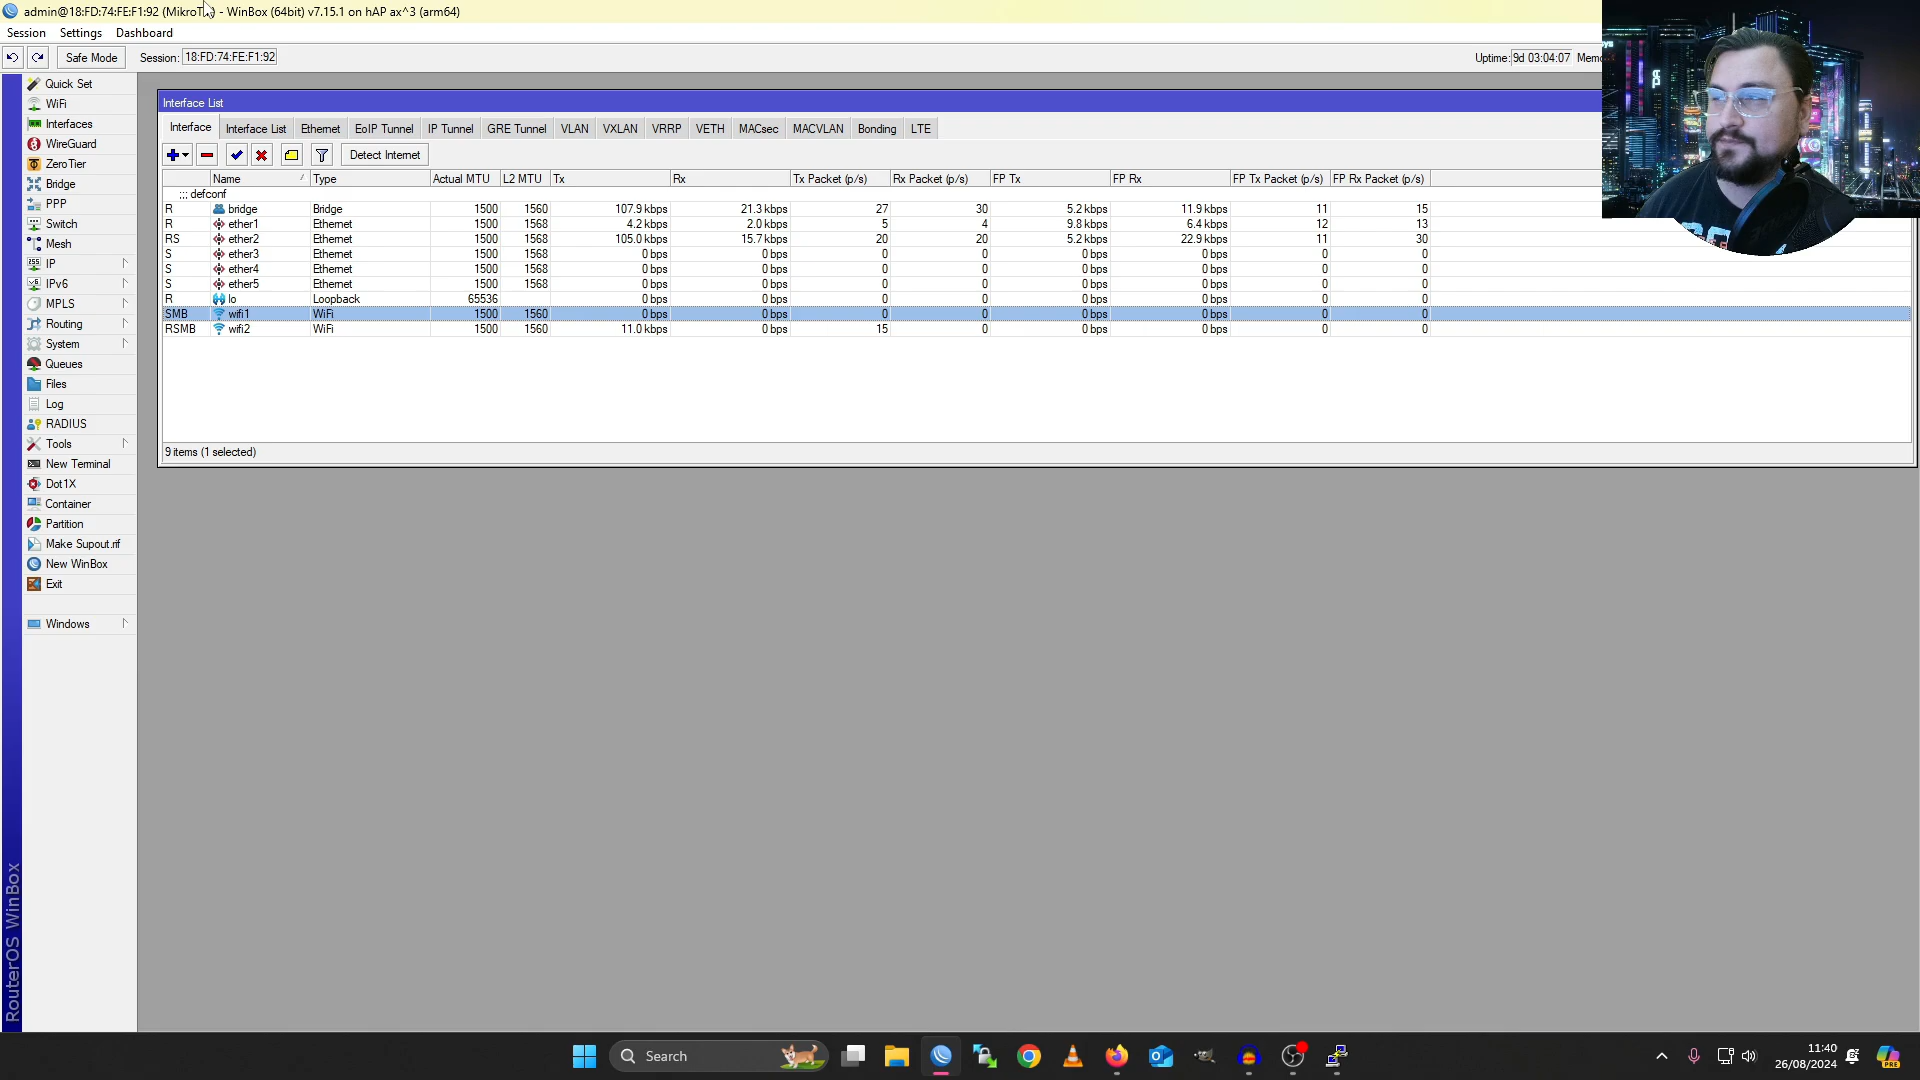 admin@18:FD:74:FE:F1:92 (MikroTik) - WinBox (64bit) v7.15.1 on hAP ax^3 (arm64)
Session Settings Dashboard
Safe Mode Session: 18:FD:74:FE:F1:92 Uptime: 9d 03:04:07
Quick Set
WiFi
Interfaces
WireGuard
ZeroTier
Bridge
PPP
Switch
Mesh
IP
IPv6
MPLS
Routing
System
Queues
Files
Log
RADIUS
Tools
New Terminal
Dot1X
Container
Partition
Make Supout.rif
New WinBox
Exit
Windows
RouterOS WinBox
Interface List
Interface Interface List Ethernet EoIP Tunnel IP Tunnel GRE Tunnel VLAN VXLAN VRRP VETH MACsec MACVLAN Bonding LTE
Detect Internet
Name / Type Actual MTU L2 MTU Tx Rx Tx Packet (p/s) Rx Packet (p/s) FP Tx FP Rx FP Tx Packet (p/s) FP Rx Packet (p/s)
;;; defconf
R bridge Bridge 1500 1560 107.9 kbps 21.3 kbps 27 30 5.2 kbps 11.9 kbps 11 15
R ether1 Ethernet 1500 1568 4.2 kbps 2.0 kbps 5 4 9.8 kbps 6.4 kbps 12 13
RS ether2 Ethernet 1500 1568 105.0 kbps 15.7 kbps 20 20 5.2 kbps 22.9 kbps 11 30
S ether3 Ethernet 1500 1568 0 bps 0 bps 0 0 0 bps 0 bps 0 0
S ether4 Ethernet 1500 1568 0 bps 0 bps 0 0 0 bps 0 bps 0 0
S ether5 Ethernet 1500 1568 0 bps 0 bps 0 0 0 bps 0 bps 0 0
R lo Loopback 65536 0 bps 0 bps 0 0 0 bps 0 bps 0 0
SMB wifi1 WiFi 1500 1560 0 bps 0 bps 0 0 0 bps 0 bps 0 0
RSMB wifi2 WiFi 1500 1560 11.0 kbps 0 bps 15 0 0 bps 0 bps 0 0
9 items (1 selected)
Search
11:40
26/08/2024
PRE